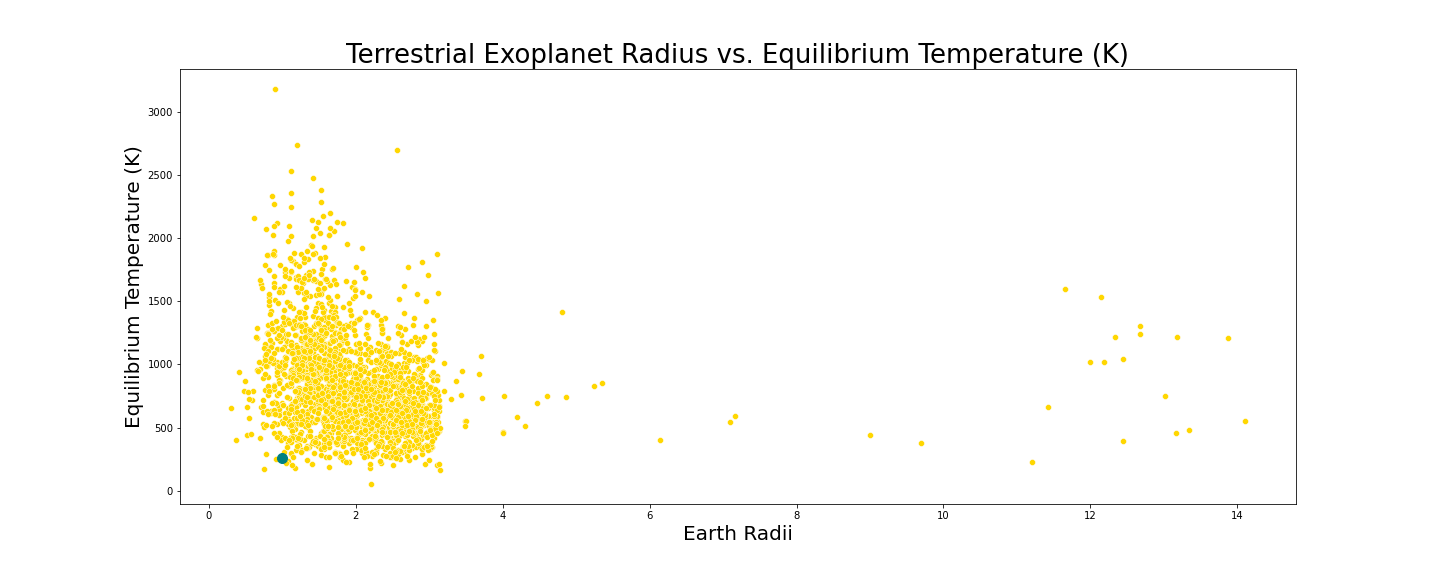 Terrestrial Exoplanet Radius vs. Equilibrium Temperature (K)
Equilibrium Temperature (K)
3000
2500
2000
1500
1000
500
0
0 2 4 6 8 10 12 14
Earth Radii